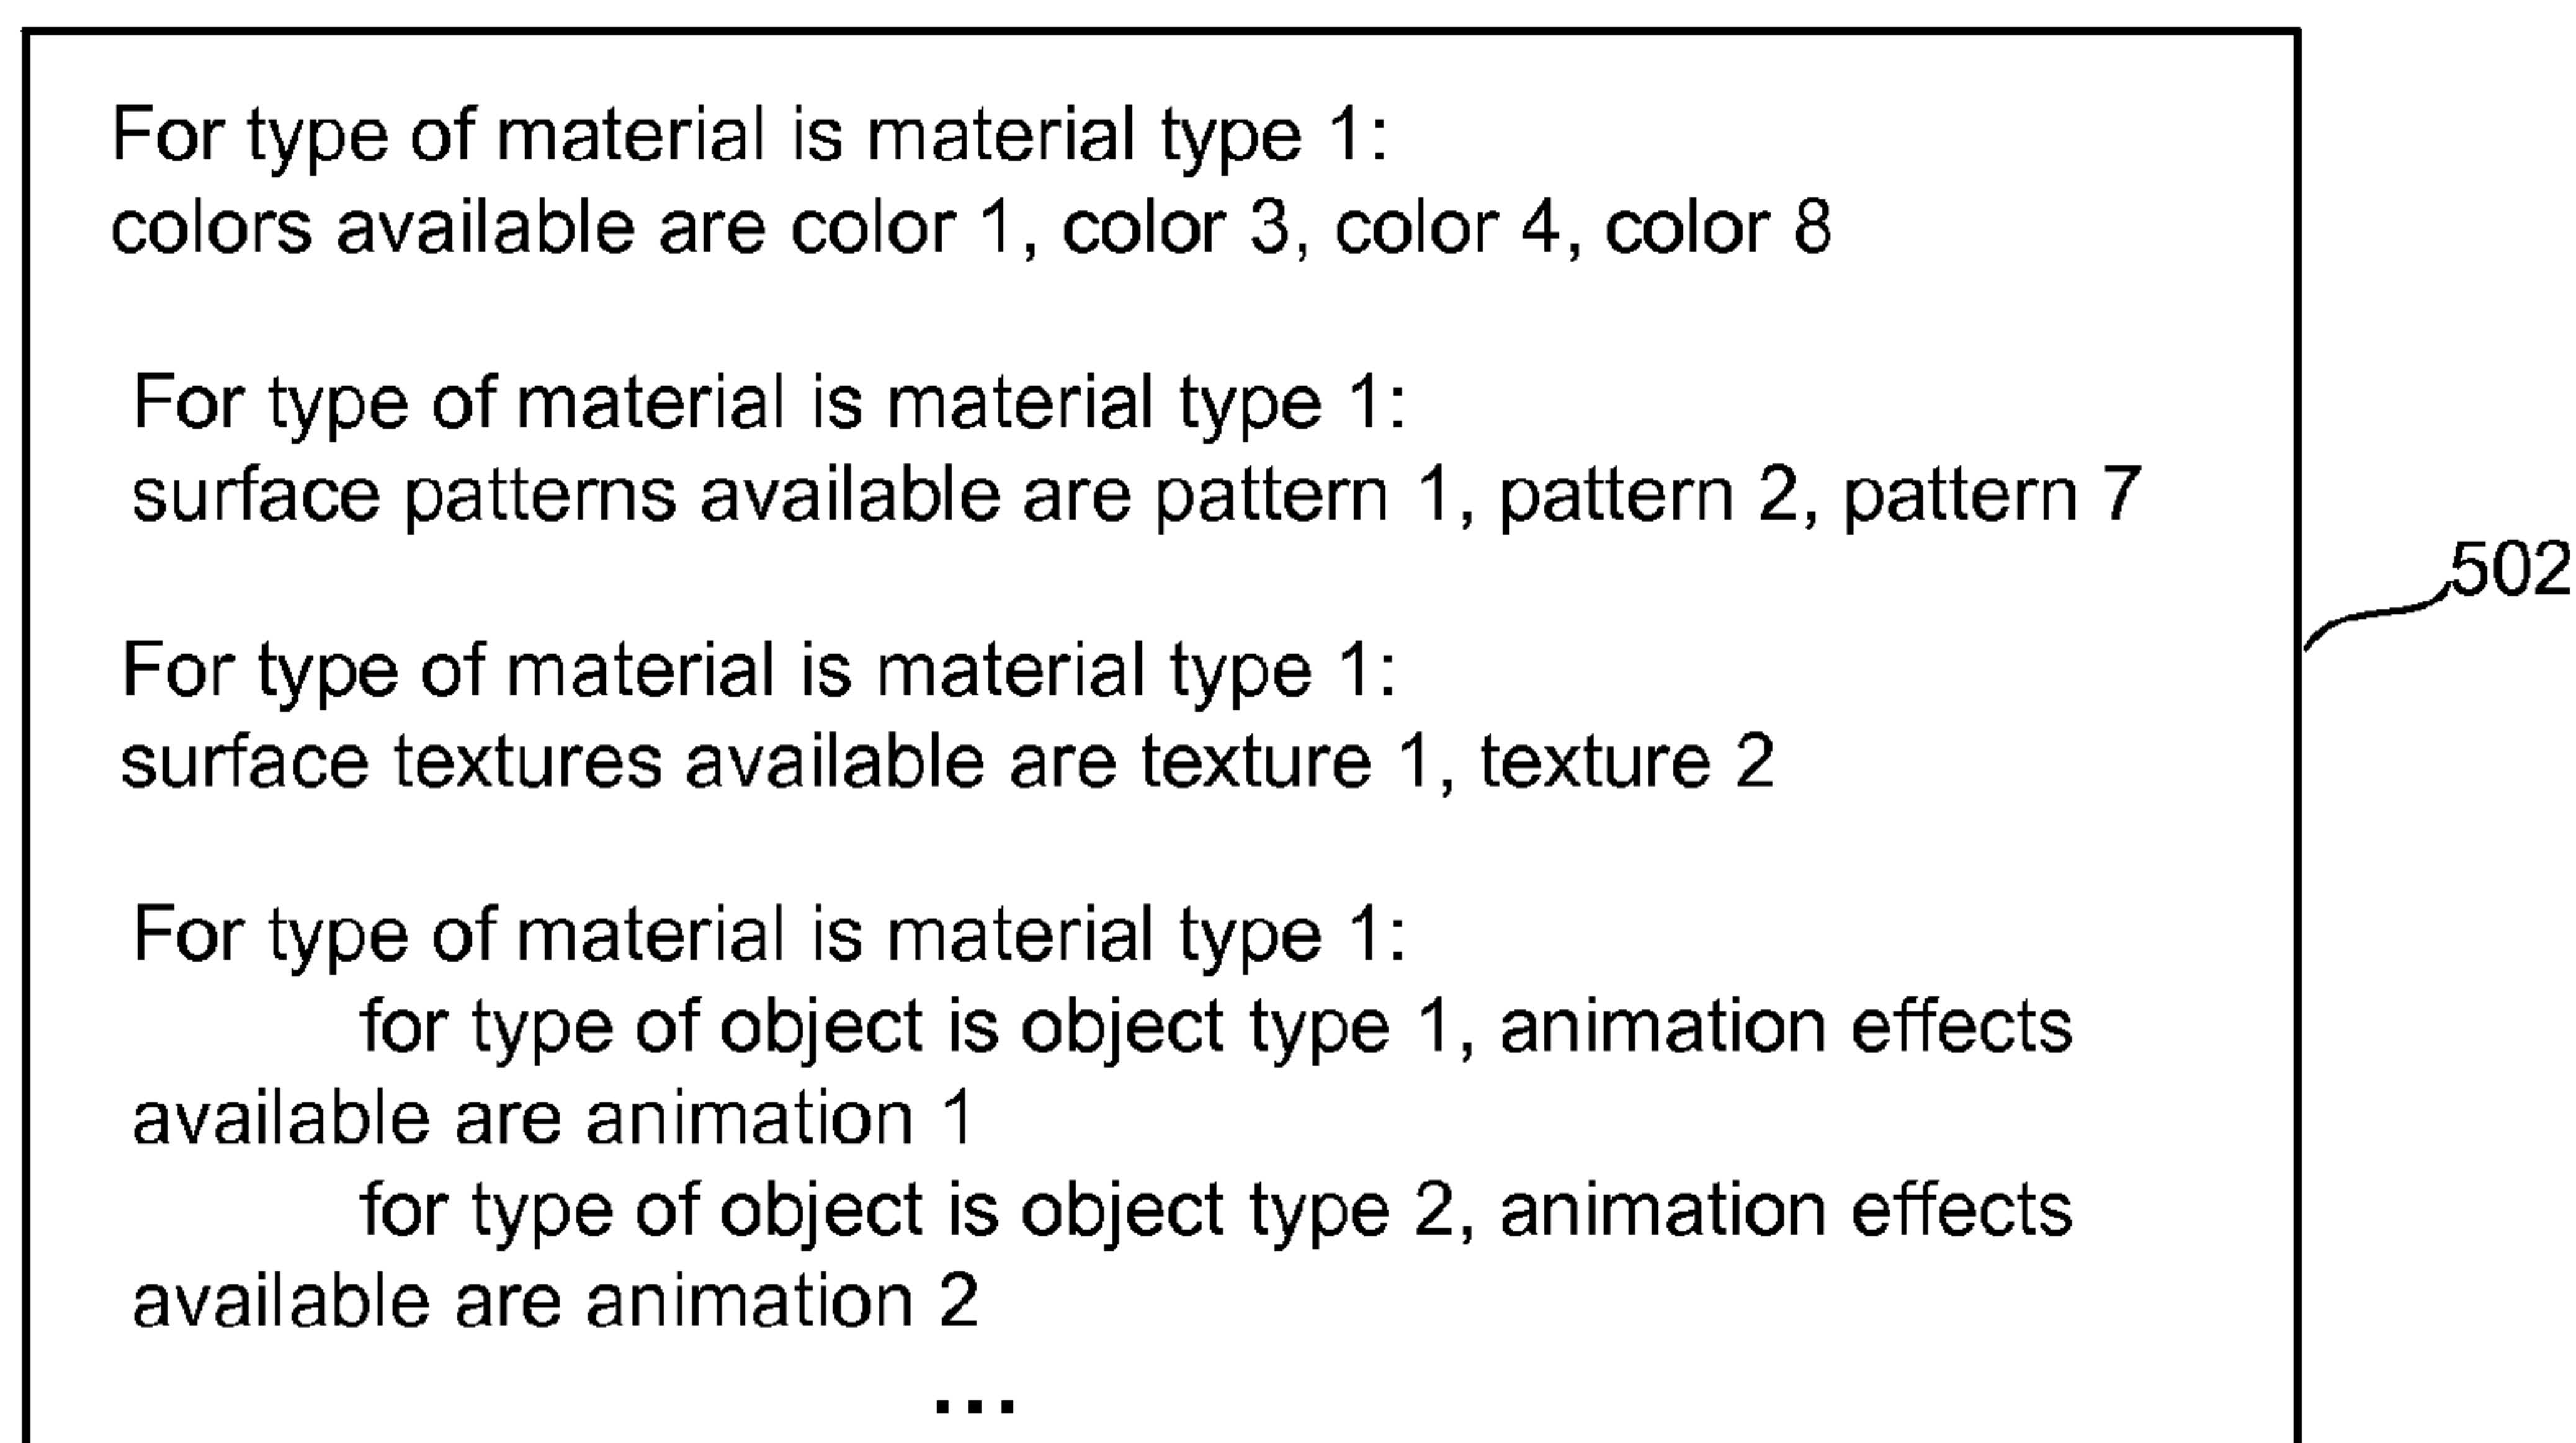 For type of material is material type 1:
colors available are color 1, color 3, color 4, color 8
For type of material is material type 1:
surface patterns available are pattern 1, pattern 2, pattern 7
502
For type of material is material type 1:
surface textures available are texture 1, texture 2
For type of material is material type 1:
for type of object is object type 1, animation effects
available are animation 1
for type of object is object type 2, animation effects
available are animation 2
...